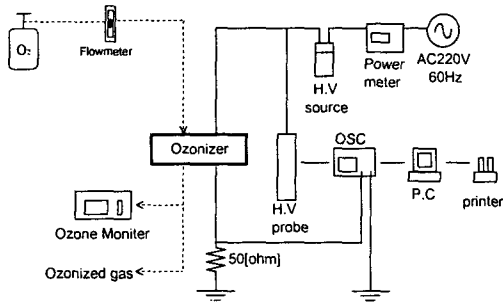 O₂
Flowmeter
H.V
source
Power
meter
AC220V
60Hz
Ozonizer
OSC
H.V
probe
P.C
printer
Ozone Moniter
50[ohm]
Ozonized gas